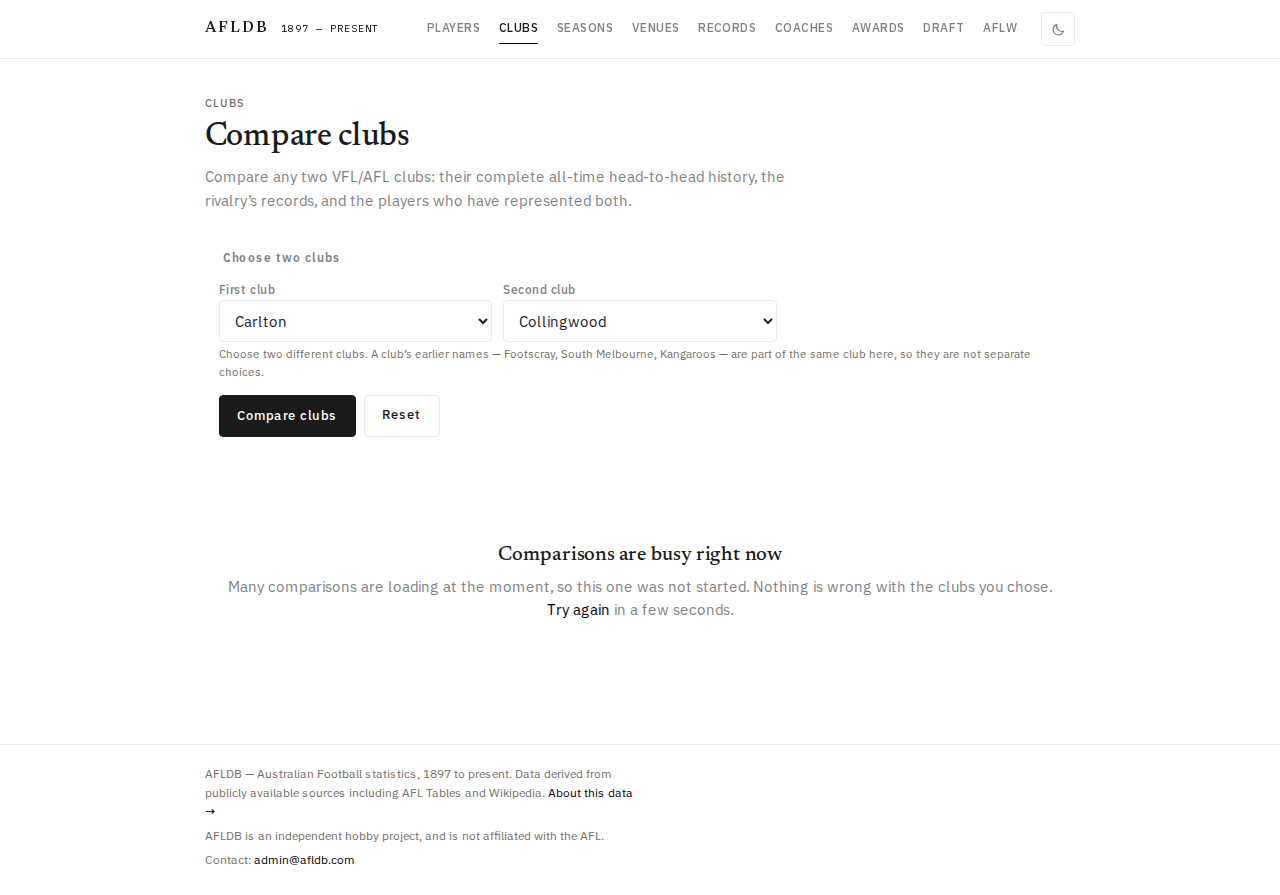 AFLDB 1897 — PRESENT PLAYERS CLUBS SEASONS VENUES RECORDS COACHES AWARDS DRAFT AFLW
CLUBS
Compare clubs
Compare any two VFL/AFL clubs: their complete all-time head-to-head history, the
rivalry’s records, and the players who have represented both.
Choose two clubs
First club Second club
Carlton Collingwood
Choose two different clubs. A club’s earlier names — Footscray, South Melbourne, Kangaroos — are part of the same club here, so they are not separate
choices.
Compare clubs Reset
Comparisons are busy right now
Many comparisons are loading at the moment, so this one was not started. Nothing is wrong with the clubs you chose.
Try again in a few seconds.
AFLDB — Australian Football statistics, 1897 to present. Data derived from
publicly available sources including AFL Tables and Wikipedia. About this data
→
AFLDB is an independent hobby project, and is not affiliated with the AFL.
Contact: admin@afldb.com